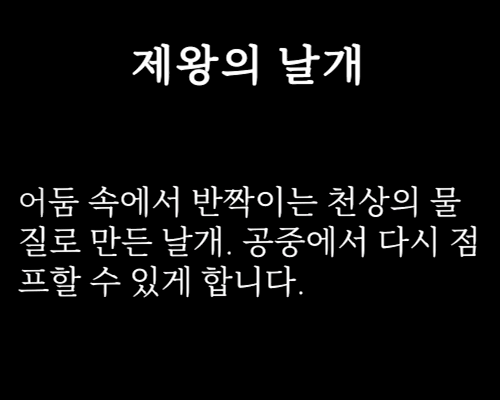 제왕의 날개
어둠 속에서 반짝이는 천상의 물
질로 만든 날개. 공중에서 다시 점
프할 수 있게 합니다.